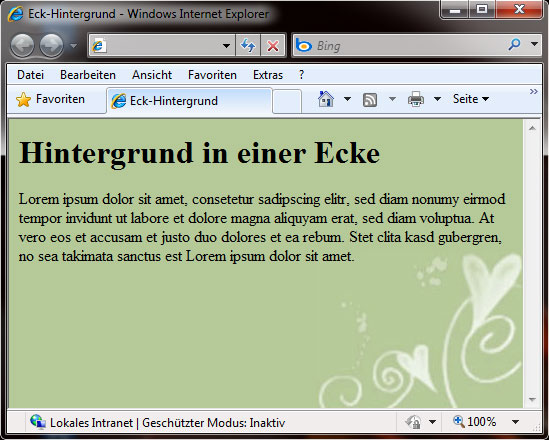 Eck-Hintergrund - Windows Internet Explorer
Bing
Datei Bearbeiten Ansicht Favoriten Extras ?
Favoriten Eck-Hintergrund Seite
Hintergrund in einer Ecke
Lorem ipsum dolor sit amet, consetetur sadipscing elitr, sed diam nonumy eirmod
tempor invidunt ut labore et dolore magna aliquyam erat, sed diam voluptua. At
vero eos et accusam et justo duo dolores et ea rebum. Stet clita kasd gubergren,
no sea takimata sanctus est Lorem ipsum dolor sit amet.
Lokales Intranet | Geschützter Modus: Inaktiv 100%